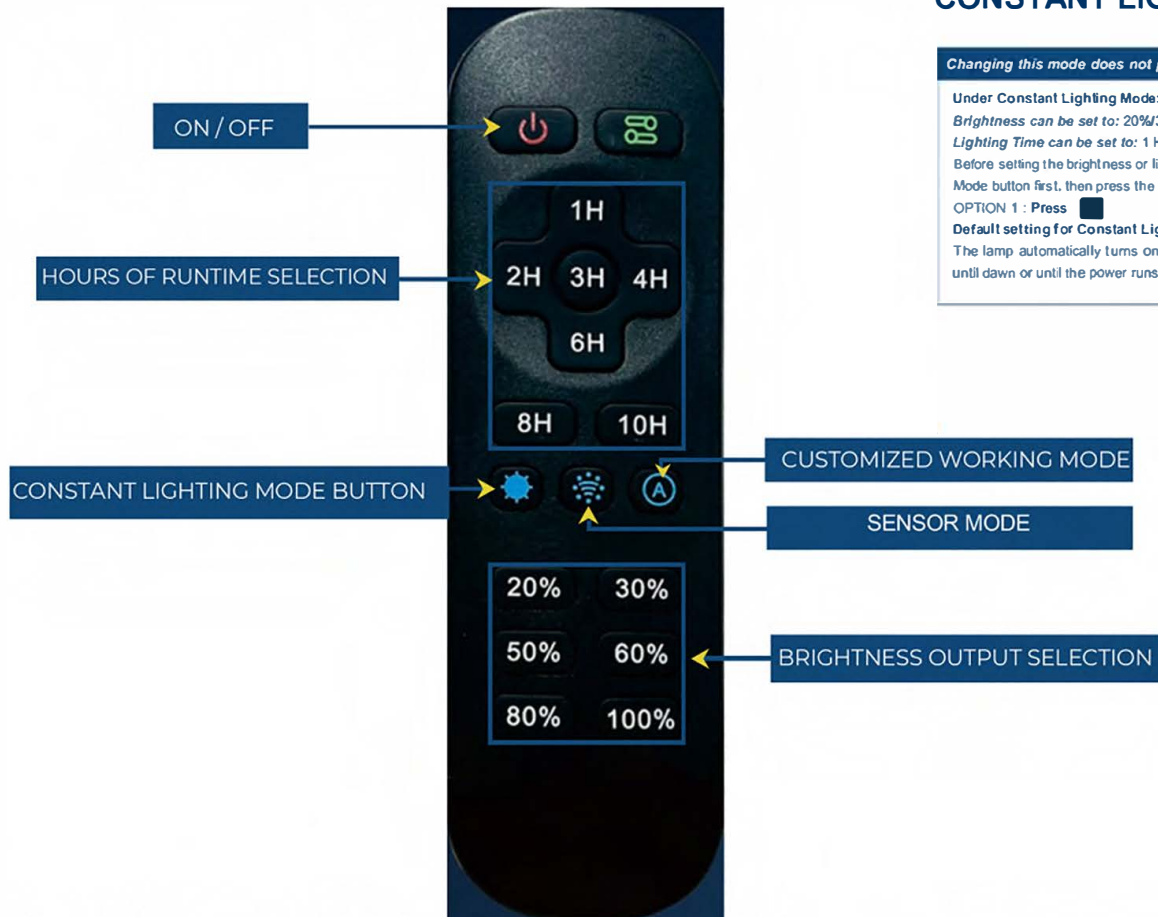 CONSTANT LIG
Changing this mode does not
Under Constant Lighting Mode:
Brightness can be set to: 20%/3
Lighting Time can be set to: 1 H
Before setting the brightness or li
Mode button first, then press the
OPTION 1 : Press
Default setting for Constant Lig
The lamp automatically turns on
until dawn or until the power runs
ON / OFF
HOURS OF RUNTIME SELECTION
1H
2H 3H 4H
6H
8H 10H
CONSTANT LIGHTING MODE BUTTON
A
CUSTOMIZED WORKING MODE
SENSOR MODE
20% 30%
50% 60%
80% 100%
BRIGHTNESS OUTPUT SELECTION